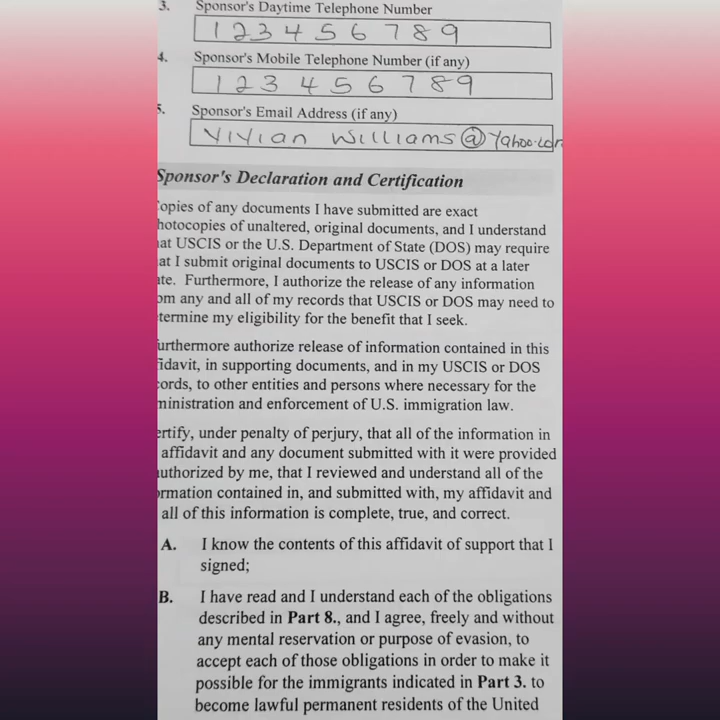 3. Sponsor's Daytime Telephone Number
123456789
4. Sponsor's Mobile Telephone Number (if any)
123456789
5. Sponsor's Email Address (if any)
Vivian Williams@Yahoo.com
Sponsor's Declaration and Certification
opies of any documents I have submitted are exact
hotocopies of unaltered, original documents, and I understand
at USCIS or the U.S. Department of State (DOS) may require
at I submit original documents to USCIS or DOS at a later
te. Furthermore, I authorize the release of any information
om any and all of my records that USCIS or DOS may need to
termine my eligibility for the benefit that I seek.
urthermore authorize release of information contained in this
idavit, in supporting documents, and in my USCIS or DOS
ords, to other entities and persons where necessary for the
ministration and enforcement of U.S. immigration law.
ertify, under penalty of perjury, that all of the information in
affidavit and any document submitted with it were provided
uthorized by me, that I reviewed and understand all of the
ormation contained in, and submitted with, my affidavit and
all of this information is complete, true, and correct.
A. I know the contents of this affidavit of support that I
signed;
B. I have read and I understand each of the obligations
described in Part 8., and I agree, freely and without
any mental reservation or purpose of evasion, to
accept each of those obligations in order to make it
possible for the immigrants indicated in Part 3. to
become lawful permanent residents of the United